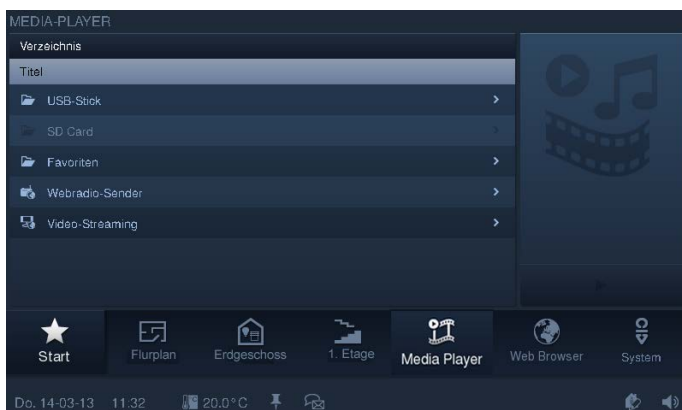 MEDIA-PLAYER
Verzeichnis
Titel
USB-Stick
SD Card
Favoriten
Webradio-Sender
Video-Streaming
Start Flurplan Erdgeschoss 1. Etage Media Player Web Browser System
Do. 14-03-13 11:32 20.0°C